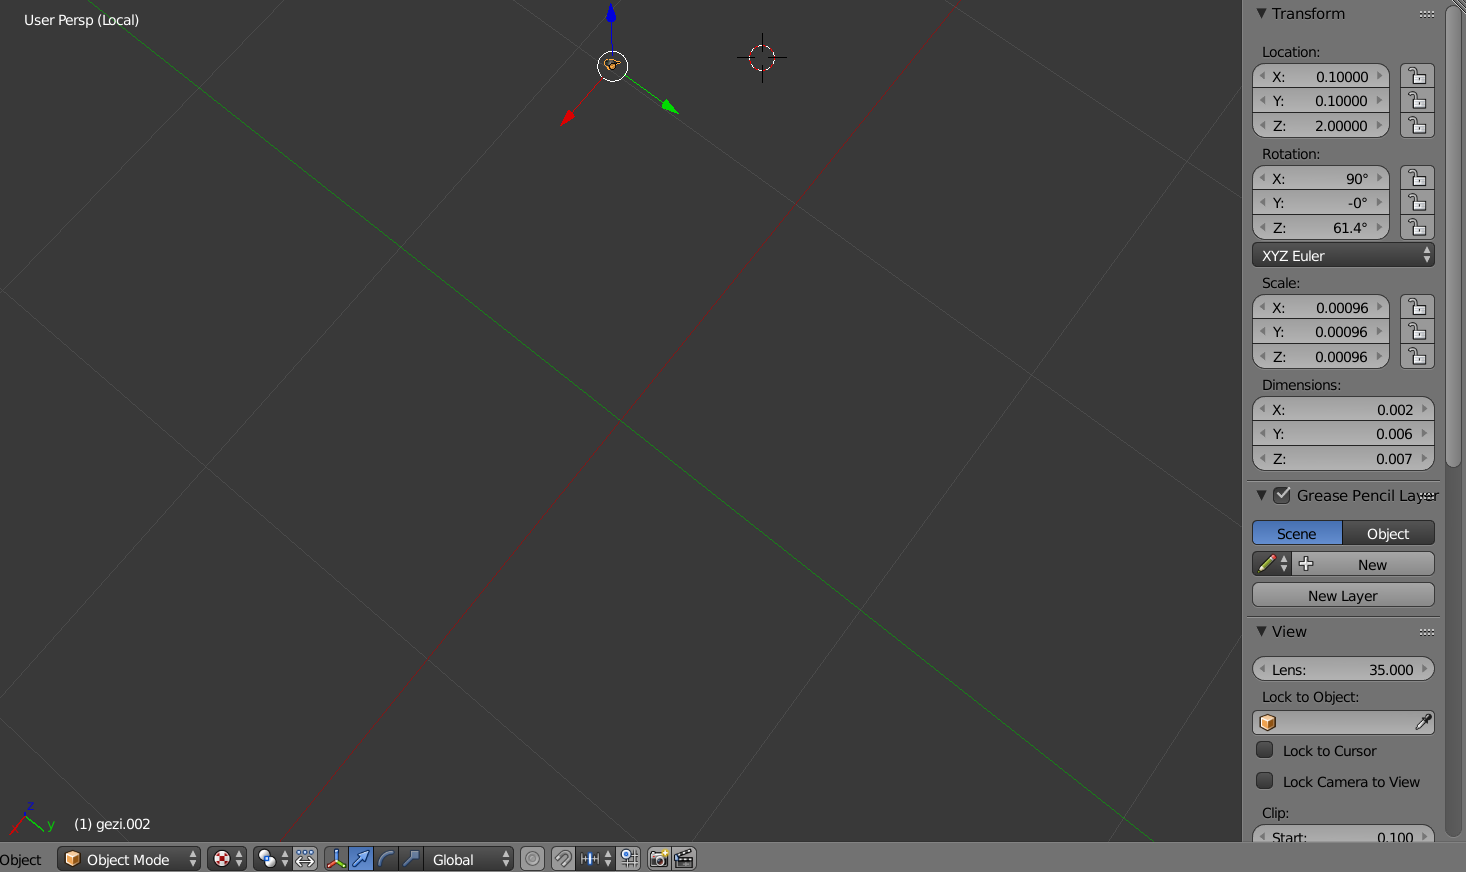 User Persp (Local)
Transform
Location:
X: 0.10000
Y: 0.10000
Z: 2.00000
Rotation:
X: 90°
Y: -0°
Z: 61.4°
XYZ Euler
Scale:
X: 0.00096
Y: 0.00096
Z: 0.00096
Dimensions:
X: 0.002
Y: 0.006
Z: 0.007
Grease Pencil Layer
Scene Object
New
New Layer
View
Lens: 35.000
Lock to Object:
Lock to Cursor
Lock Camera to View
Clip:
Start: 0.100
z
y
(1) gezi.002
Object Object Mode Global